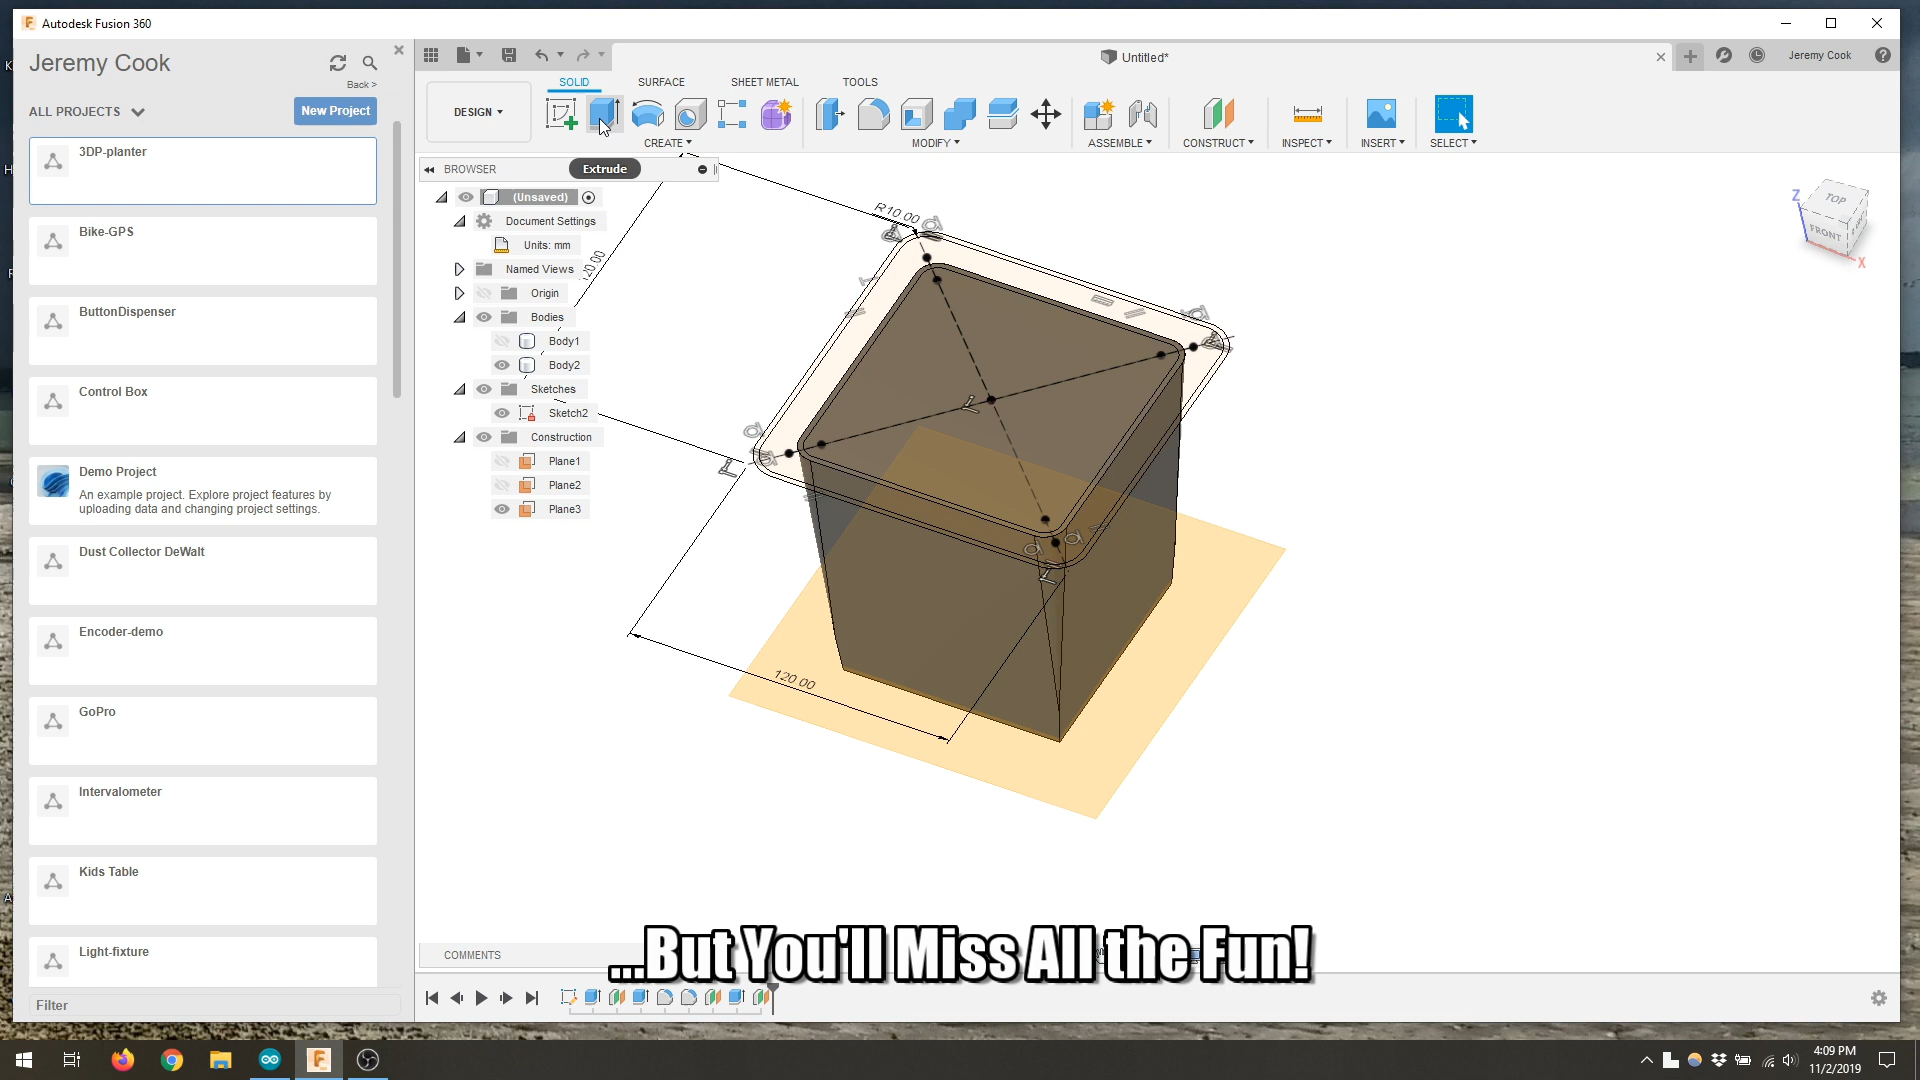 Autodesk Fusion 360
Jeremy Cook
Back >
ALL PROJECTS
New Project
3DP-planter
Bike-GPS
ButtonDispenser
Control Box
Demo Project
An example project. Explore project features by
uploading data and changing project settings.
Dust Collector DeWalt
Encoder-demo
GoPro
Intervalometer
Kids Table
Light-fixture
Filter
Untitled*
Jeremy Cook
DESIGN
SOLID
SURFACE
SHEET METAL
TOOLS
CREATE
MODIFY
ASSEMBLE
CONSTRUCT
INSPECT
INSERT
SELECT
BROWSER
Extrude
(Unsaved)
Document Settings
Units: mm
Named Views
Origin
Bodies
Body1
Body2
Sketches
Sketch2
Construction
Plane1
Plane2
Plane3
R10.00
120.00
TOP
FRONT
Z
X
COMMENTS
...But You'll Miss All the Fun!
4:09 PM
11/2/2019